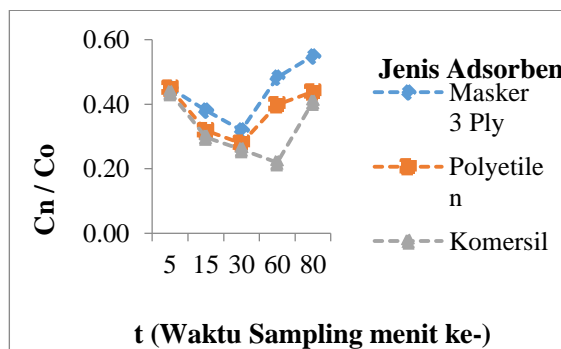 0.60
0.40
0.20
0.00
Cn / Co
5 15 30 60 80
t (Waktu Sampling menit ke-)
Jenis Adsorben
Masker
3 Ply
Polyetile
n
Komersil